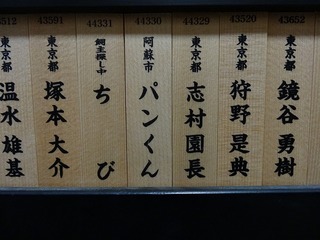 43652
東京都
鏡谷勇樹
43520
東京都
狩野是典
44329
東京都
志村園長
44330
阿蘇市
パンくん
44331
飼主探し中
ちび
43591
東京都
塚本大介
3512
東京都
温水雄基